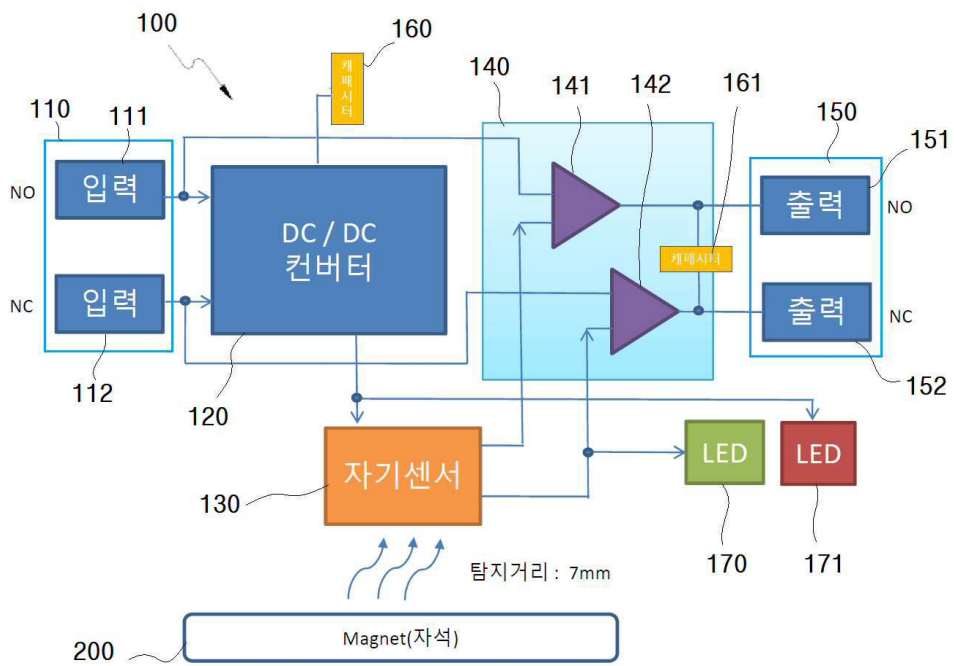 100
160
캐패시터
140
141
142
161
110
111
150
151
NO
입력
DC / DC
컨버터
출력
NO
캐패시터
NC
입력
출력
NC
112
120
152
자기센서
LED
LED
130
170
171
탐지거리 : 7mm
Magnet(자석)
200